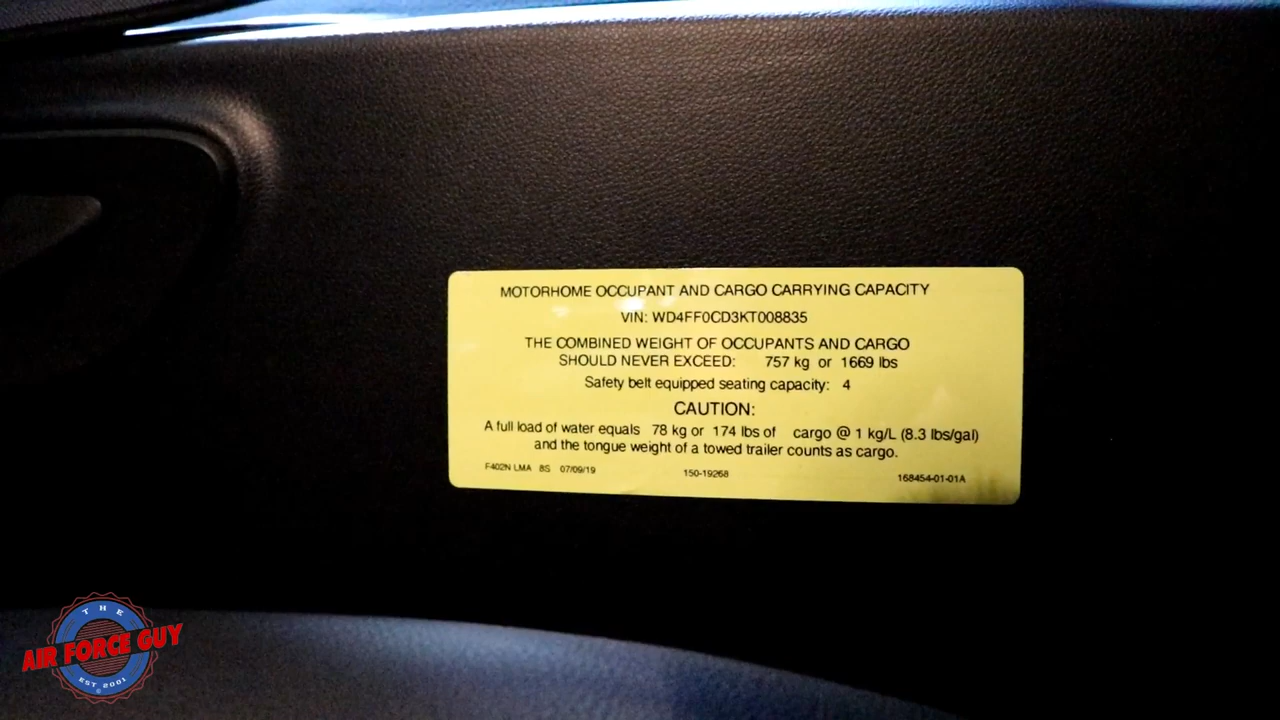 MOTORHOME OCCUPANT AND CARGO CARRYING CAPACITY
VIN: WD4FF0CD3KT008835
THE COMBINED WEIGHT OF OCCUPANTS AND CARGO
SHOULD NEVER EXCEED: 757 kg or 1669 lbs
Safety belt equipped seating capacity: 4
CAUTION:
A full load of water equals 78 kg or 174 lbs of cargo @ 1 kg/L (8.3 lbs/gal)
and the tongue weight of a towed trailer counts as cargo.
F402N LMA 8S 07/09/19 150-19268 168454-01-01A
THE
AIR FORCE GUY
EST 2001
©